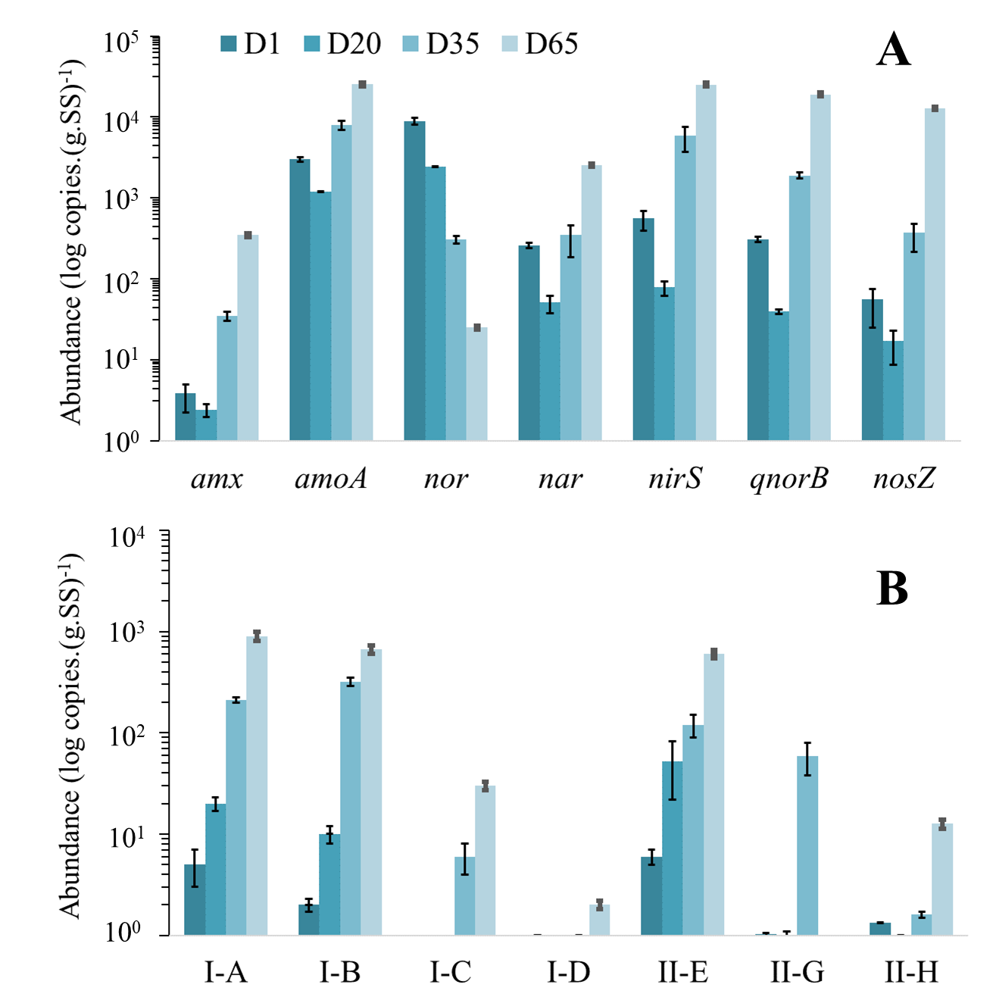 D1 D20 D35 D65
A
Abundance (log copies.(g.SS)⁻¹)
10⁵
10⁴
10³
10²
10¹
10⁰
amx amoA nor nar nirS qnorB nosZ
B
Abundance (log copies.(g.SS)⁻¹)
10⁴
10³
10²
10¹
10⁰
I-A I-B I-C I-D II-E II-G II-H